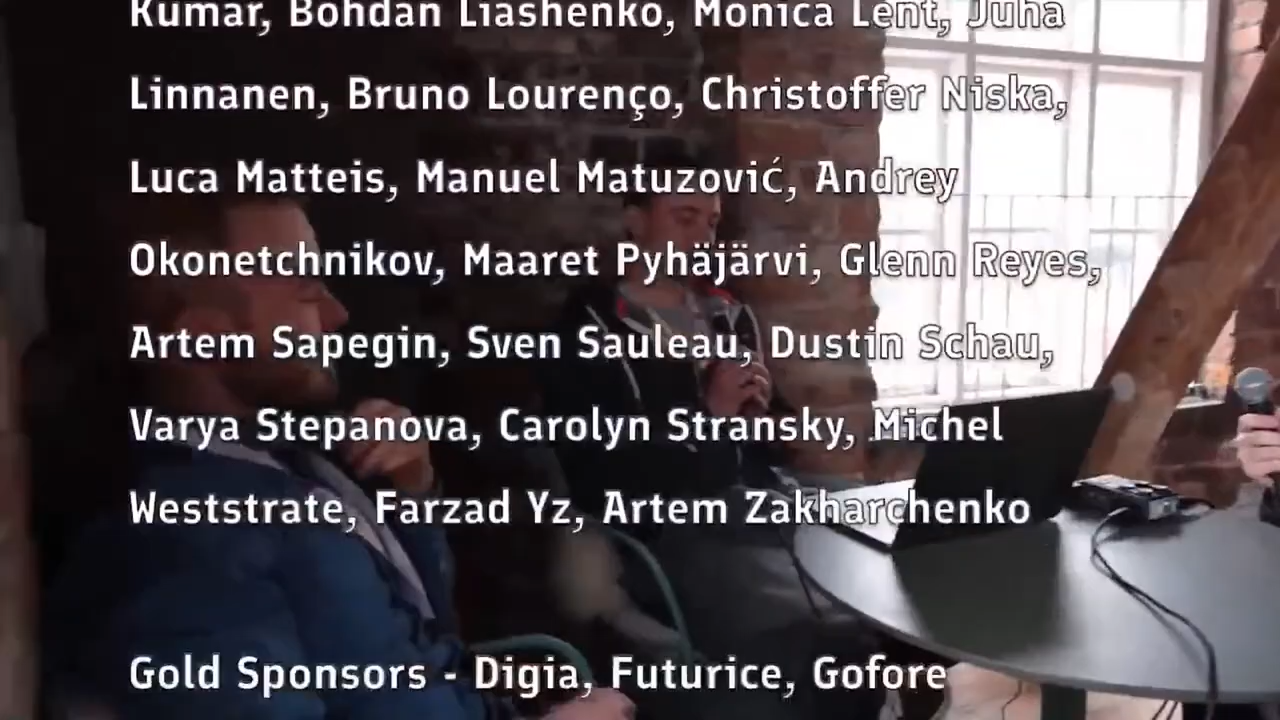 Kumar, Bohdan Liashenko, Monica Lent, Juha
Linnanen, Bruno Lourenço, Christoffer Niska,
Luca Matteis, Manuel Matuzović, Andrey
Okonetchnikov, Maaret Pyhäjärvi, Glenn Reyes,
Artem Sapegin, Sven Sauleau, Dustin Schau,
Varya Stepanova, Carolyn Stransky, Michel
Weststrate, Farzad Yz, Artem Zakharchenko
Gold Sponsors - Digia, Futurice, Gofore